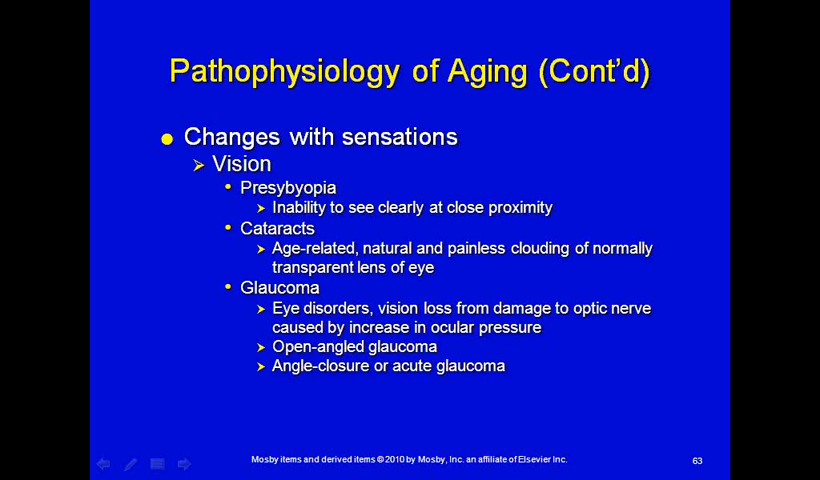 Pathophysiology of Aging (Cont'd)
Changes with sensations
Vision
Presybyopia
Inability to see clearly at close proximity
Cataracts
Age-related, natural and painless clouding of normally
transparent lens of eye
Glaucoma
Eye disorders, vision loss from damage to optic nerve
caused by increase in ocular pressure
Open-angled glaucoma
Angle-closure or acute glaucoma
Mosby items and derived items © 2010 by Mosby, Inc. an affiliate of Elsevier Inc.
63